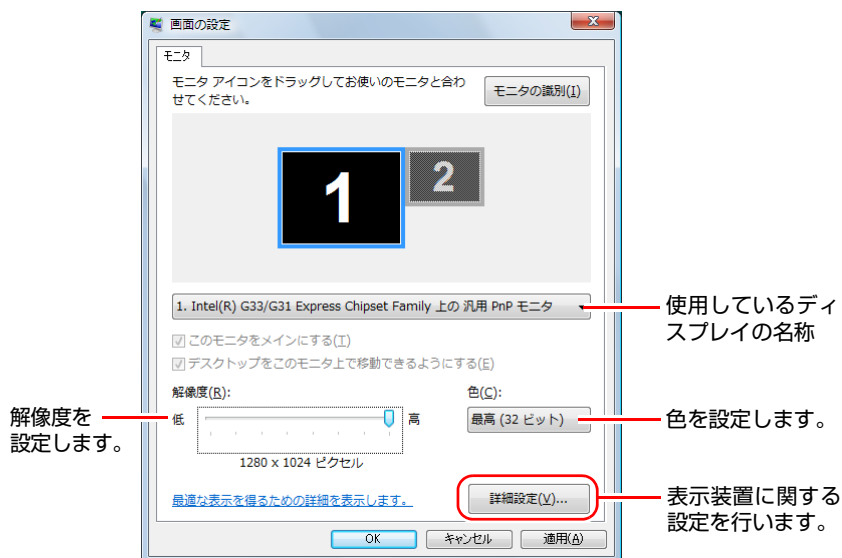 画面の設定
モニタ
モニタ アイコンをドラッグしてお使いのモニタと合わ
せてください。
モニタの識別(I)
1
2
1. Intel(R) G33/G31 Express Chipset Family 上の 汎用 PnP モニタ
使用しているディ
スプレイの名称
このモニタをメインにする(T)
デスクトップをこのモニタ上で移動できるようにする(E)
解像度(R):
色(C):
低
高
最高 (32 ビット)
解像度を
設定します。
色を設定します。
1280 x 1024 ピクセル
最適な表示を得るための詳細を表示します。
詳細設定(V)...
表示装置に関する
設定を行います。
OK
キャンセル
適用(A)